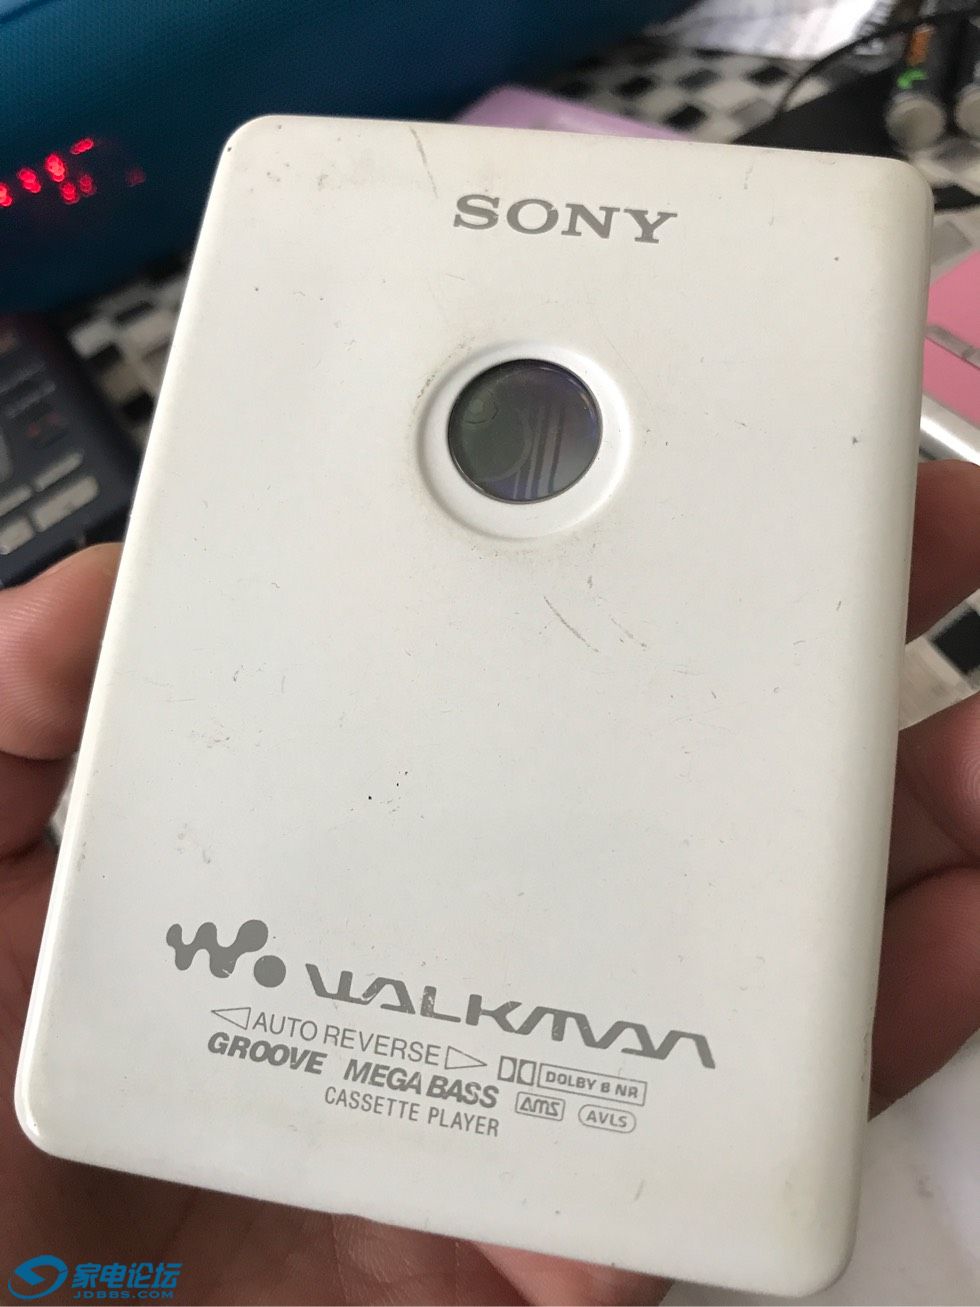 SONY
WALKMAN
AUTO REVERSE
DOLBY B NR
GROOVE MEGA BASS
AMS
AVLS
CASSETTE PLAYER
家电论坛
JDBBS.COM